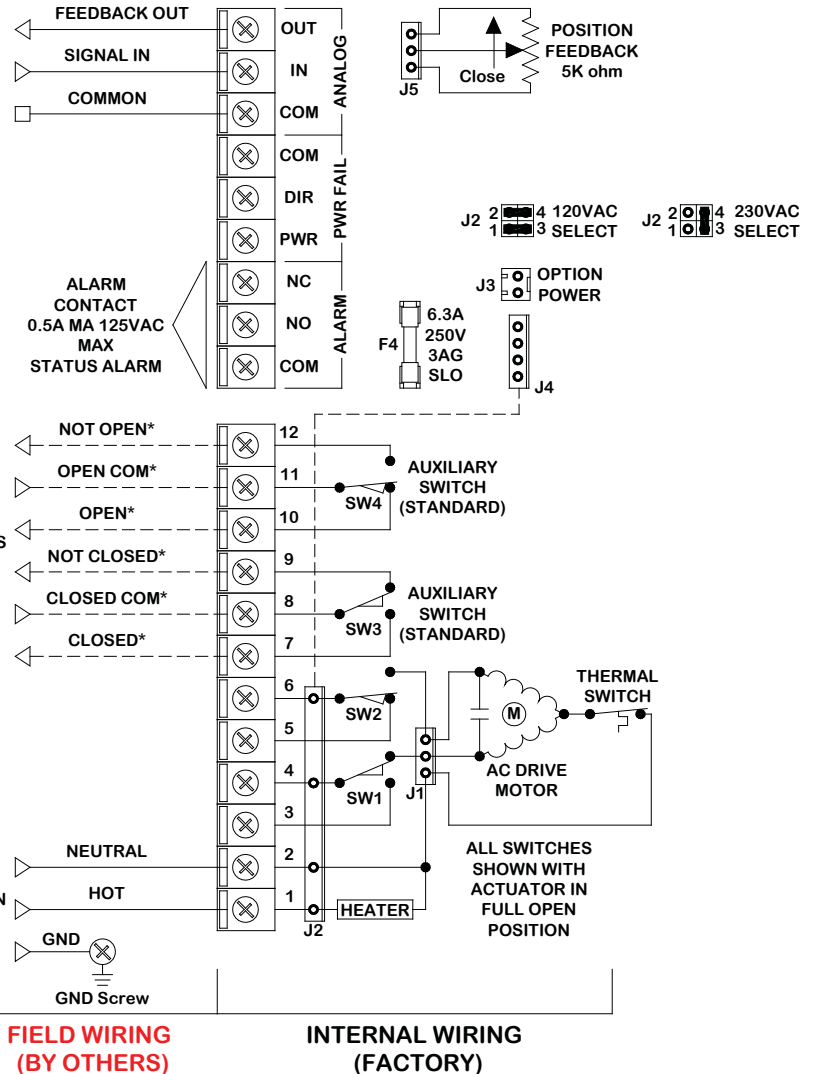 FEEDBACK OUT
SIGNAL IN
COMMON
OUT
IN
COM
ANALOG
COM
DIR
PWR
PWR FAIL
NC
NO
COM
ALARM
ALARM
CONTACT
0.5A MA 125VAC
MAX
STATUS ALARM
J5
Close
POSITION
FEEDBACK
5K ohm
J2
2
1
4
3
120VAC
SELECT
J2
2
1
4
3
230VAC
SELECT
J3
OPTION
POWER
F4
6.3A
250V
3AG
SLO
J4
NOT OPEN*
12
OPEN COM*
11
OPEN*
10
SW4
AUXILIARY
SWITCH
(STANDARD)
S
NOT CLOSED*
9
CLOSED COM*
8
CLOSED*
7
SW3
AUXILIARY
SWITCH
(STANDARD)
6
SW2
5
4
SW1
3
J1
M
AC DRIVE
MOTOR
THERMAL
SWITCH
NEUTRAL
2
N
HOT
1
HEATER
J2
ALL SWITCHES
SHOWN WITH
ACTUATOR IN
FULL OPEN
POSITION
GND
GND Screw
FIELD WIRING
(BY OTHERS)
INTERNAL WIRING
(FACTORY)